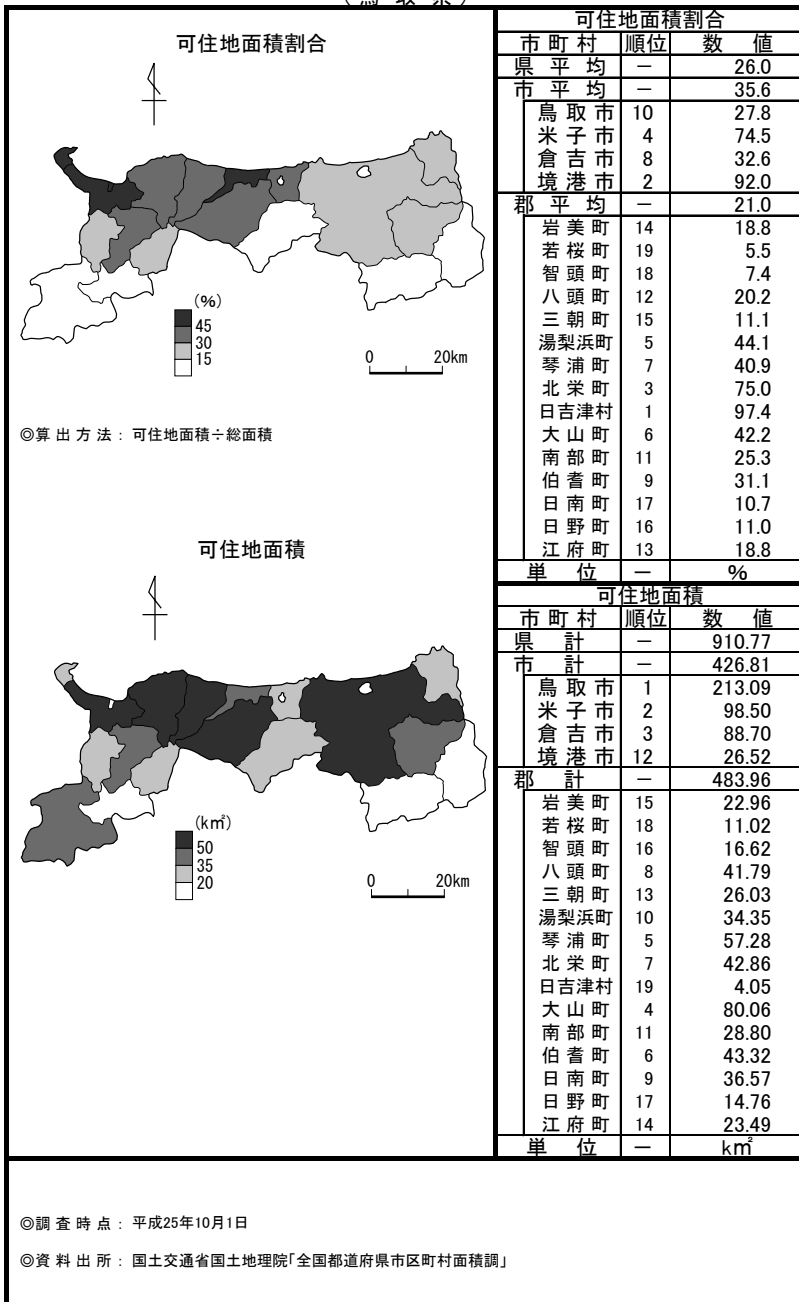 (鳥取県)
可住地面積割合
(%)
45
30
15
0 20km
◎算出方法：可住地面積÷総面積
可住地面積
(k㎡)
50
35
20
0 20km
可住地面積割合
市町村 順位 数値
県平均 － 26.0
市平均 － 35.6
鳥取市 10 27.8
米子市 4 74.5
倉吉市 8 32.6
境港市 2 92.0
郡平均 － 21.0
岩美町 14 18.8
若桜町 19 5.5
智頭町 18 7.4
八頭町 12 20.2
三朝町 15 11.1
湯梨浜町 5 44.1
琴浦町 7 40.9
北栄町 3 75.0
日吉津村 1 97.4
大山町 6 42.2
南部町 11 25.3
伯耆町 9 31.1
日南町 17 10.7
日野町 16 11.0
江府町 13 18.8
単位 － %
可住地面積
市町村 順位 数値
県計 － 910.77
市計 － 426.81
鳥取市 1 213.09
米子市 2 98.50
倉吉市 3 88.70
境港市 12 26.52
郡計 － 483.96
岩美町 15 22.96
若桜町 18 11.02
智頭町 16 16.62
八頭町 8 41.79
三朝町 13 26.03
湯梨浜町 10 34.35
琴浦町 5 57.28
北栄町 7 42.86
日吉津村 19 4.05
大山町 4 80.06
南部町 11 28.80
伯耆町 6 43.32
日南町 9 36.57
日野町 17 14.76
江府町 14 23.49
単位 － k㎡
◎調査時点：平成25年10月1日
◎資料出所：国土交通省国土地理院「全国都道府県市区町村面積調」